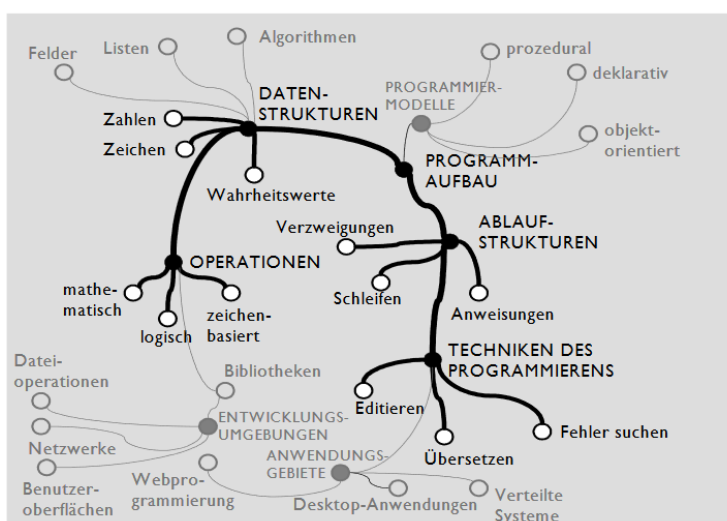 Algorithmen
Listen
Felder
prozedural
deklarativ
PROGRAMMIER-
MODELLE
objekt-
orientiert
DATEN-
STRUKTUREN
Zahlen
Zeichen
Wahrheitswerte
PROGRAMM-
AUFBAU
Verzweigungen
ABLAUF-
STRUKTUREN
OPERATIONEN
Schleifen
Anweisungen
mathe-
matisch
logisch
zeichen-
basiert
TECHNIKEN DES
PROGRAMMIERENS
Datei-
operationen
Bibliotheken
Editieren
ENTWICKLUNGS-
UMGEBUNGEN
Fehler suchen
Netzwerke
Übersetzen
ANWENDUNGS-
GEBIETE
Benutzer-
oberflächen
Webpro-
grammierung
Desktop-Anwendungen
Verteilte
Systeme